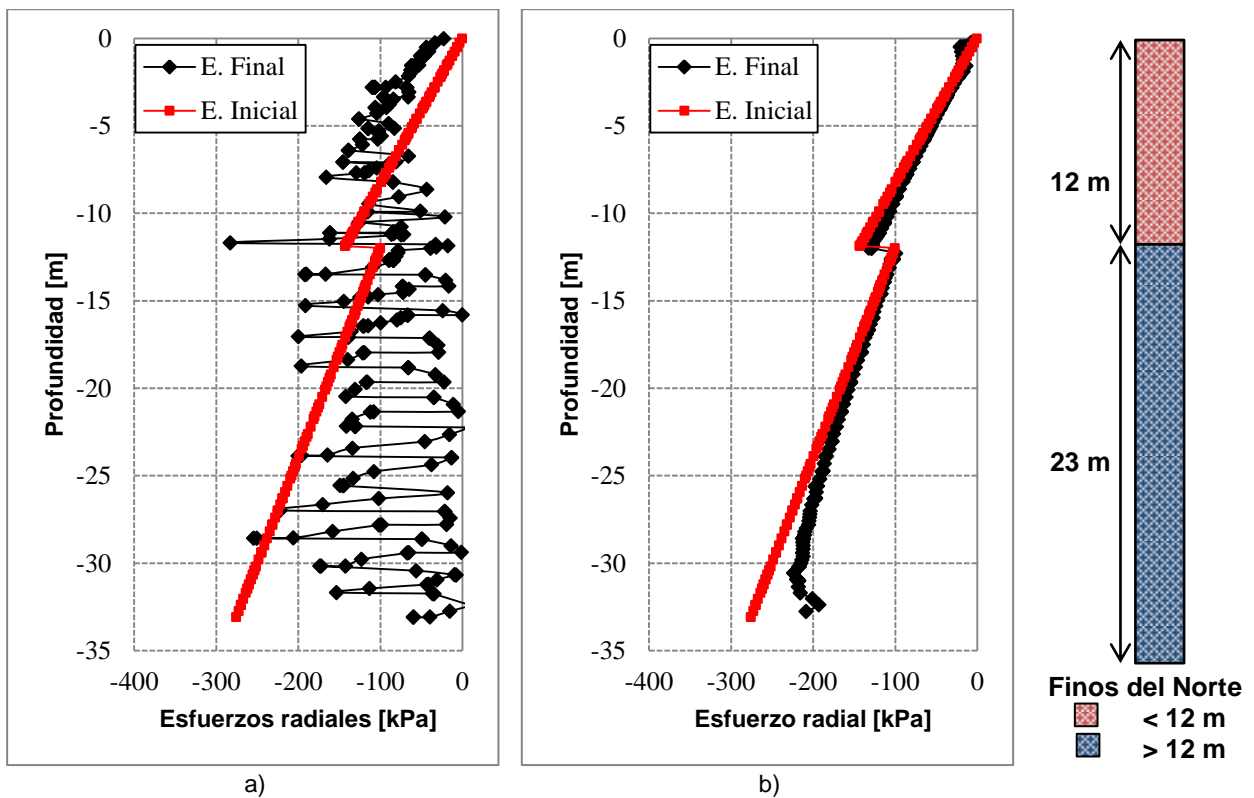 E. Final
E. Inicial
0
-5
-10
-15
-20
-25
-30
-35
Profundidad [m]
-400 -300 -200 -100 0
Esfuerzos radiales [kPa]
a)
E. Final
E. Inicial
0
-5
-10
-15
-20
-25
-30
-35
Profundidad [m]
-400 -300 -200 -100 0
Esfuerzo radial [kPa]
b)
12 m
23 m
Finos del Norte
< 12 m
> 12 m